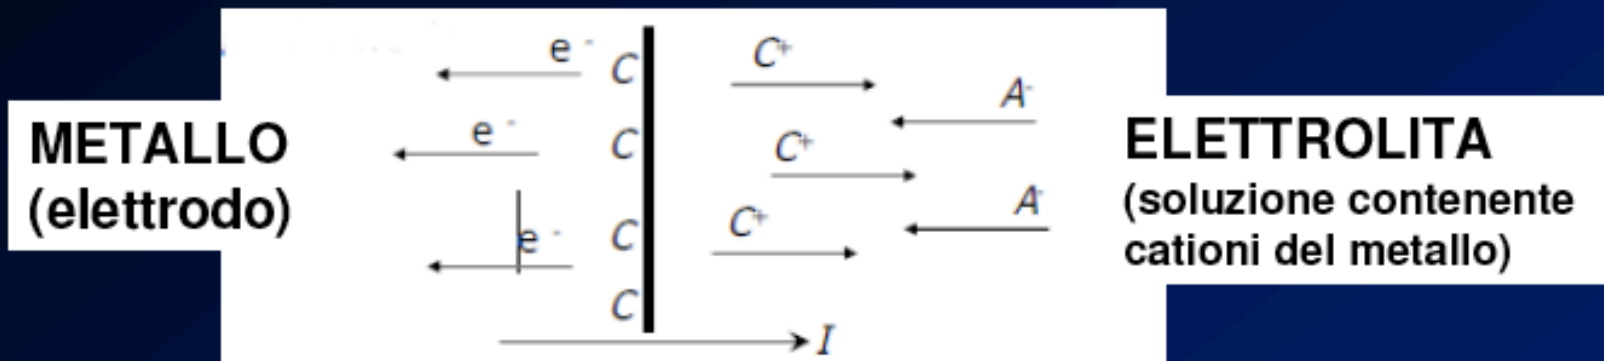 METALLO
(elettrodo)
e⁻ C C⁺
A⁻
e⁻ C C⁺
A⁻
e⁻ C C⁺
C
I
ELETTROLITA
(soluzione contenente
cationi del metallo)